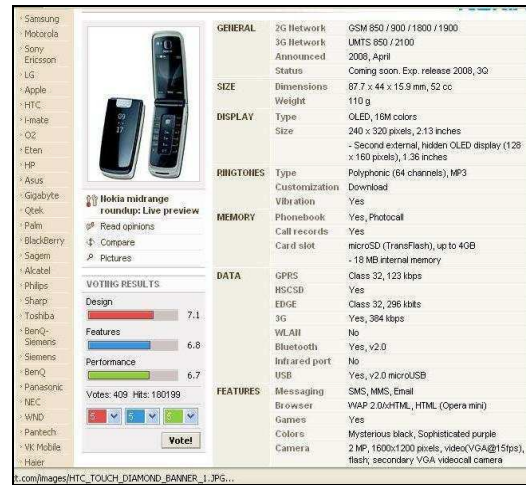 Samsung
Motorola
Sony
Ericsson
LG
Apple
HTC
i-mate
O2
Eten
HP
Asus
Gigabyte
Qtek
Palm
BlackBerry
Sagem
Alcatel
Philips
Sharp
Toshiba
BenQ-
Siemens
Siemens
BenQ
Panasonic
NEC
WND
Pantech
VK Mobile
Haier
Nokia midrange
roundup: Live preview
Read opinions
Compare
Pictures
VOTING RESULTS
Design
7.1
Features
6.8
Performance
6.7
Votes: 409 Hits: 180199
5 5 5
Vote!
GENERAL 2G Network GSM 850 / 900 / 1800 / 1900
3G Network UMTS 850 / 2100
Announced 2008, April
Status Coming soon. Exp. release 2008, 3Q
SIZE Dimensions 87.7 x 44 x 15.9 mm, 52 cc
Weight 110 g
DISPLAY Type OLED, 16M colors
Size 240 x 320 pixels, 2.13 inches
- Second external, hidden OLED display (128
x 160 pixels), 1.36 inches
RINGTONES Type Polyphonic (64 channels), MP3
Customization Download
Vibration Yes
MEMORY Phonebook Yes, Photocall
Call records Yes
Card slot microSD (TransFlash), up to 4GB
- 18 MB internal memory
DATA GPRS Class 32, 123 kbps
HSCSD Yes
EDGE Class 32, 296 kbits
3G Yes, 384 kbps
WLAN No
Bluetooth Yes, v2.0
Infrared port No
USB Yes, v2.0 microUSB
FEATURES Messaging SMS, MMS, Email
Browser WAP 2.0/xHTML, HTML (Opera mini)
Games Yes
Colors Mysterious black, Sophisticated purple
Camera 2 MP, 1600x1200 pixels, video(VGA@15fps),
flash; secondary VGA videocall camera
t.com/images/HTC_TOUCH_DIAMOND_BANNER_1.JPG...